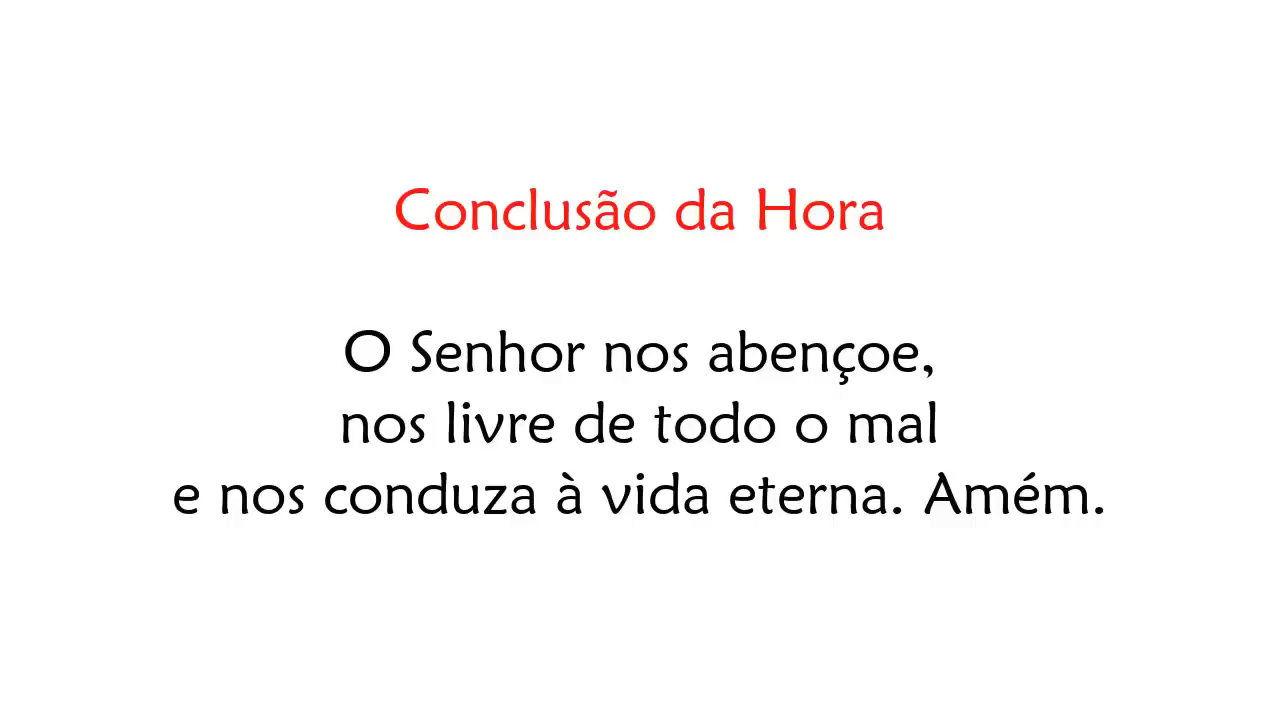 Conclusão da Hora
O Senhor nos abençoe,
nos livre de todo o mal
e nos conduza à vida eterna. Amém.